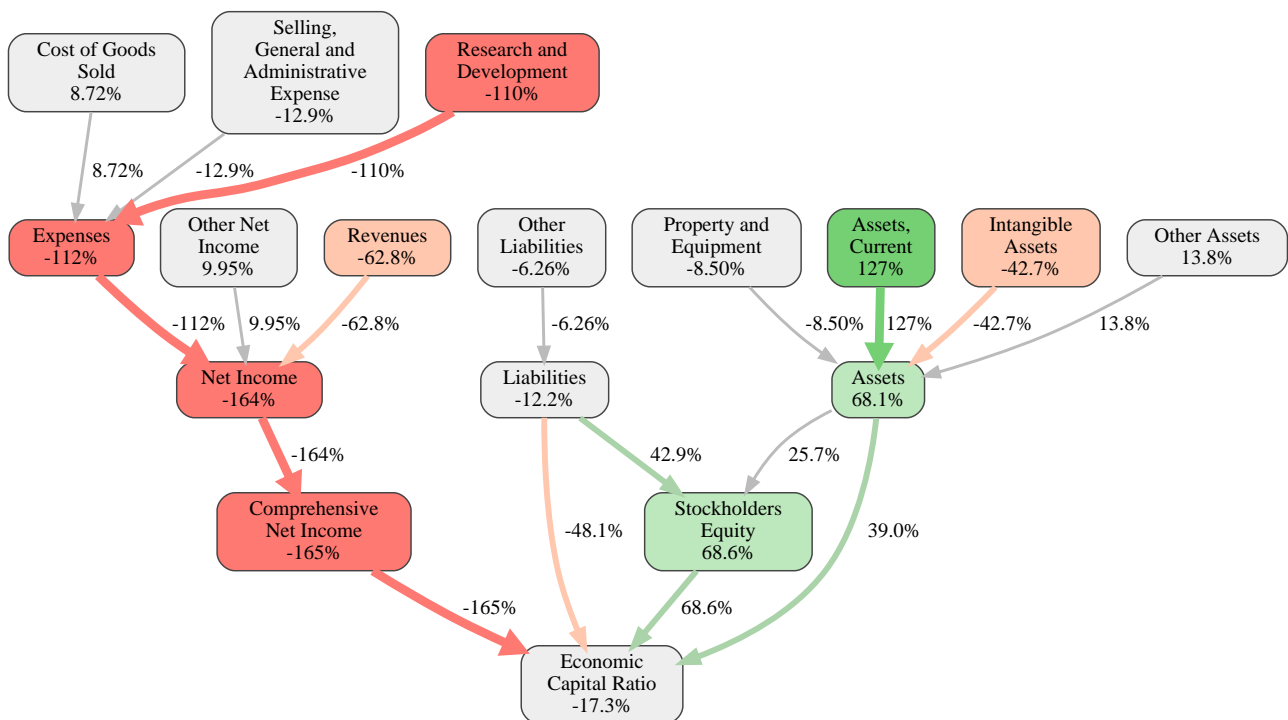 Cost of Goods
Sold
8.72%
Selling,
General and
Administrative
Expense
-12.9%
Research and
Development
-110%
8.72%
-12.9%
-110%
Expenses
-112%
Other Net
Income
9.95%
Revenues
-62.8%
Other
Liabilities
-6.26%
Property and
Equipment
-8.50%
Assets,
Current
127%
Intangible
Assets
-42.7%
Other Assets
13.8%
-112%
9.95%
-62.8%
-6.26%
-8.50%
127%
-42.7%
13.8%
Net Income
-164%
Liabilities
-12.2%
Assets
68.1%
-164%
42.9%
25.7%
Comprehensive
Net Income
-165%
-48.1%
Stockholders
Equity
68.6%
39.0%
-165%
68.6%
Economic
Capital Ratio
-17.3%